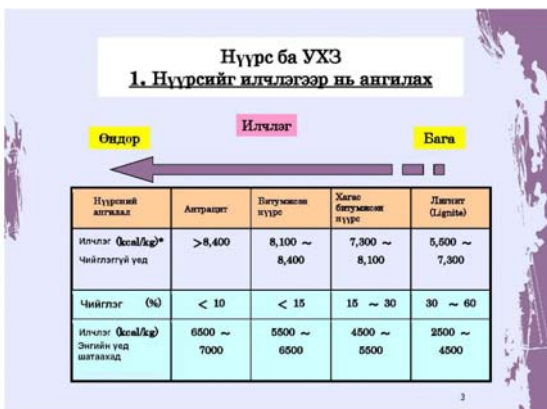 Нүүрс ба УХЗ
1. Нүүрсийг илчлэгээр нь ангилах
Өндөр
Илчлэг
Бага
Нүүрсний ангилал
Антрацит
Битумжсэн нүүрс
Хагас битумжсэн нүүрс
Лигнит (Lignite)
Илчлэг (kcal/kg)*
Чийглэггүй үед
>8,400
8,100 ~
8,400
7,300 ~
8,100
5,500 ~
7,300
Чийглэг (%)
< 10
< 15
15 ~ 30
30 ~ 60
Илчлэг (kcal/kg)
Энгийн үед
шатаахад
6500 ~
7000
5500 ~
6500
4500 ~
5500
2500 ~
4500